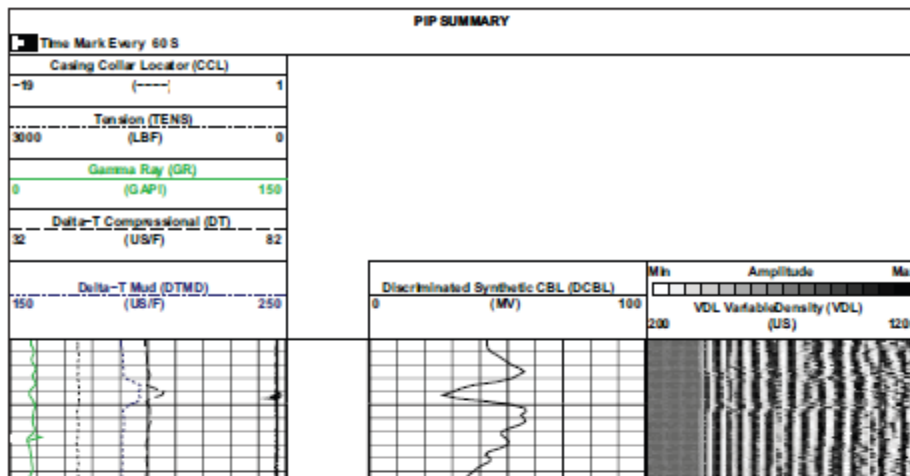 PIP SUMMARY
Time Mark Every 60 S
Casing Collar Locator (CCL)
-19 (----) 1
Tension (TENS)
3000 (LBF) 0
Gamma Ray (GR)
0 (GAPI) 150
Delta-T Compressional (DT)
32 (US/F) 82
Delta-T Mud (DTMD)
150 (US/F) 250
Discriminated Synthetic CBL (DCBL)
0 (MV) 100
Min Amplitude Ma
VDL VariableDensity (VDL)
200 (US) 120